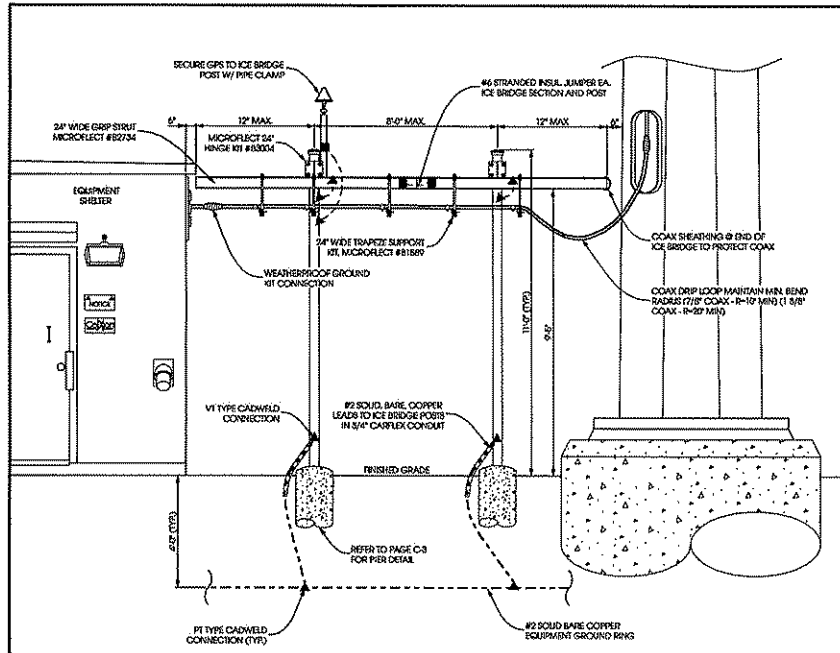 SECURE GPS TO ICE BRIDGE
POST W/ PIPE CLAMP
#6 STRANDED INSUL. JUMPER EA.
ICE BRIDGE SECTION AND POST
6"
12" MAX.
8'-0" MAX.
12" MAX
6"
24" WIDE GRIP STRUT
MICROFLECT #B2734
MICROFLECT 24"
HINGE KIT #B3004
EQUIPMENT
SHELTER
24" WIDE TRAPEZE SUPPORT
KIT, MICROFLECT #B1589
COAX SHEATHING @ END OF
ICE BRIDGE TO PROTECT COAX
WEATHERPROOF GROUND
KIT CONNECTION
COAX DRIP LOOP MAINTAIN MIN. BEND
RADIUS (7/8" COAX - R=10" MIN) (1 5/8"
COAX - R=20" MIN)
11'-0" (TYP.)
NOTICE
VT TYPE CADWELD
CONNECTION
#2 SOLID, BARE, COPPER
LEADS TO ICE BRIDGE POSTS
IN 3/4" CARFLEX CONDUIT
FINISHED GRADE
(TYP.)
REFER TO PAGE C-3
FOR PIER DETAIL
PT TYPE CADWELD
CONNECTION (TYP.)
#2 SOLID BARE COPPER
EQUIPMENT GROUND RING